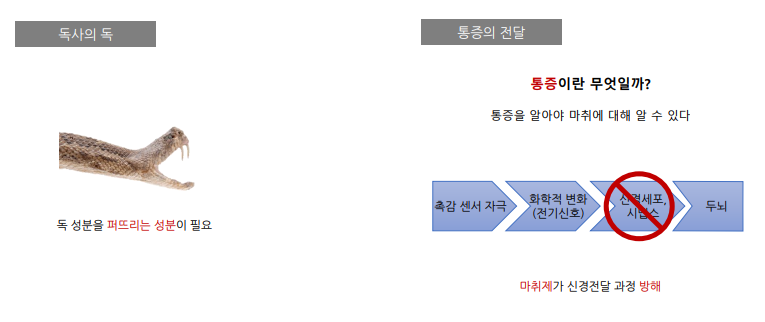 독사의 독
독 성분을 퍼뜨리는 성분이 필요
통증의 전달
통증이란 무엇일까?
통증을 알아야 마취에 대해 알 수 있다
촉감 센서 자극
화학적 변화
(전기신호)
신경세포,
시냅스
두뇌
마취제가 신경전달 과정 방해